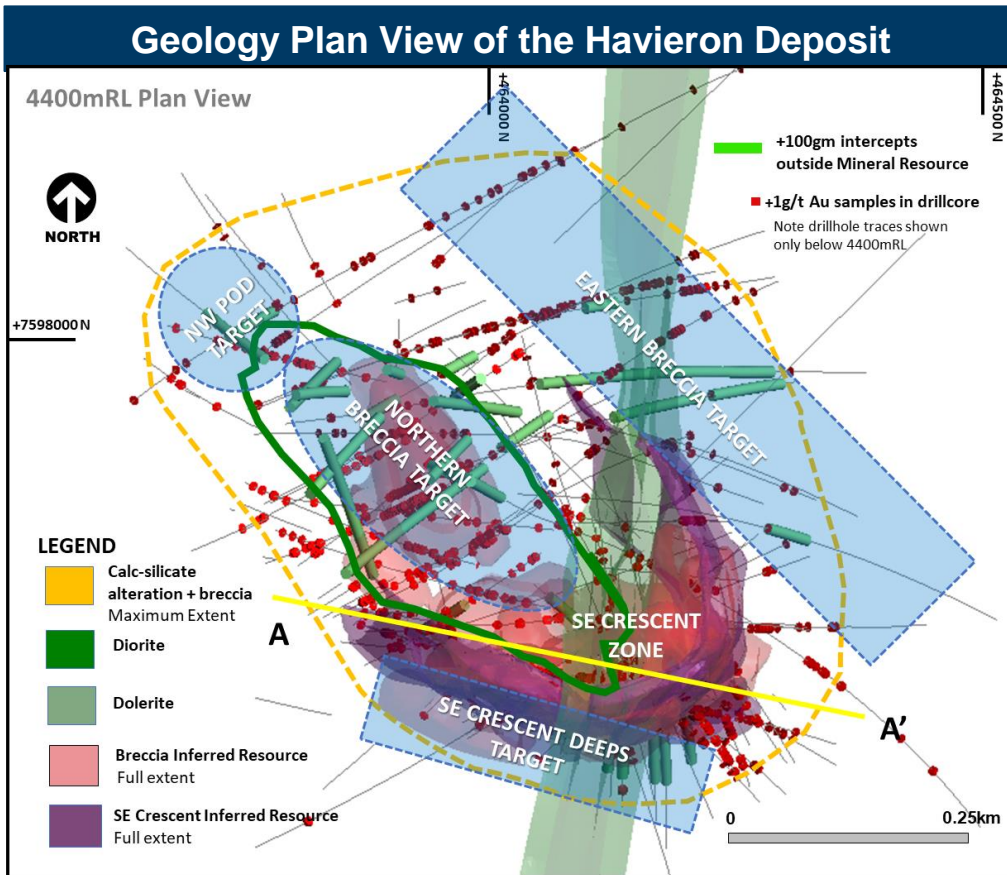 Geology Plan View of the Havieron Deposit
4400mRL Plan View
+464000 N
+464500 N
+100gm intercepts
outside Mineral Resource
+1g/t Au samples in drillcore
Note drillhole traces shown
only below 4400mRL
NORTH
+7598000 N
NW POD
TARGET
EASTERN BRECCIA TARGET
NORTHERN
BRECCIA TARGET
LEGEND
Calc-silicate
alteration + breccia
Maximum Extent
Diorite
Dolerite
Breccia Inferred Resource
Full extent
SE Crescent Inferred Resource
Full extent
A
SE CRESCENT
ZONE
A'
SE CRESCENT DEEPS
TARGET
0
0.25km